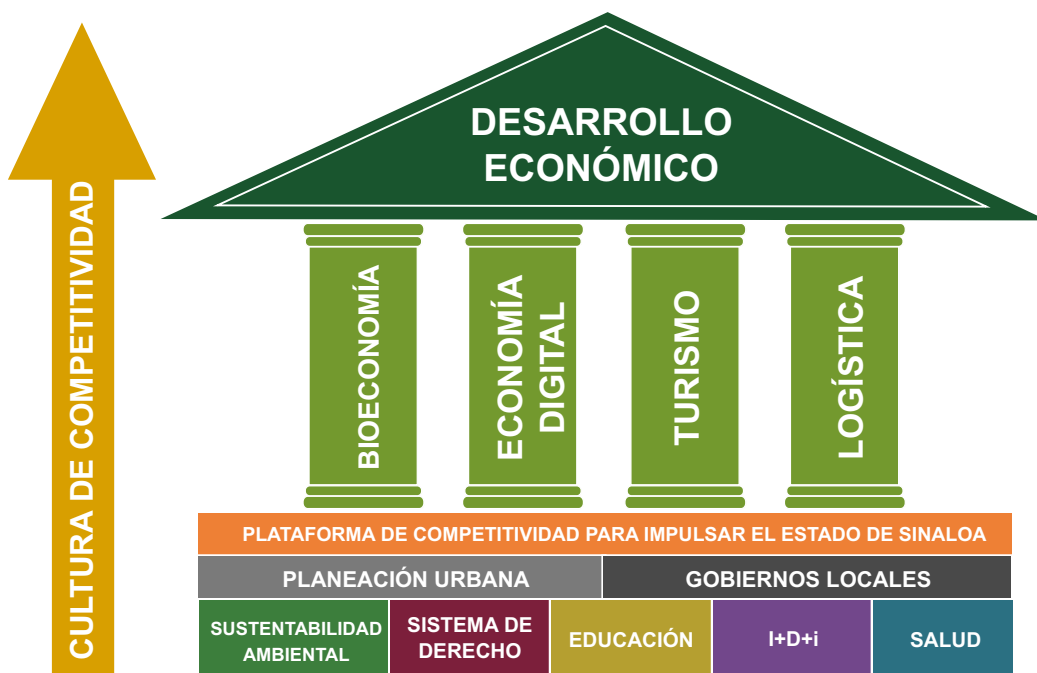 DESARROLLO
ECONÓMICO
CULTURA DE COMPETITIVIDAD
BIOECONOMÍA
ECONOMÍA
DIGITAL
TURISMO
LOGÍSTICA
PLATAFORMA DE COMPETITIVIDAD PARA IMPULSAR EL ESTADO DE SINALOA
PLANEACIÓN URBANA
GOBIERNOS LOCALES
SUSTENTABILIDAD
AMBIENTAL
SISTEMA DE
DERECHO
EDUCACIÓN
I+D+i
SALUD